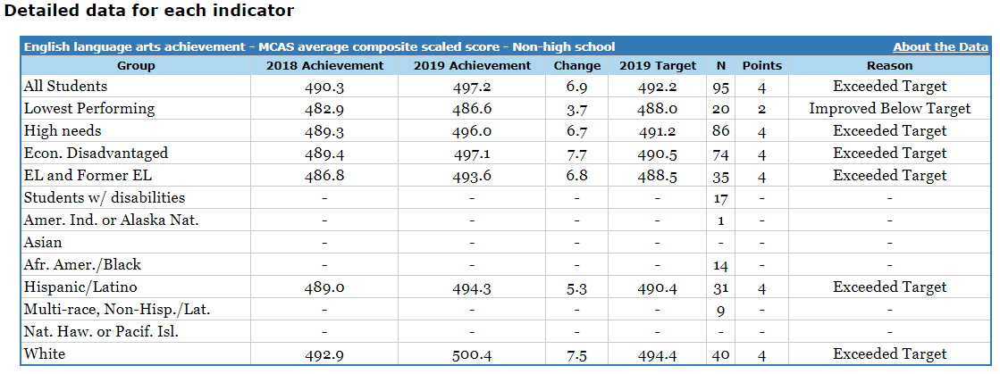 Detailed data for each indicator
English language arts achievement - MCAS average composite scaled score - Non-high school About the Data
Group 2018 Achievement 2019 Achievement Change 2019 Target N Points Reason
All Students 490.3 497.2 6.9 492.2 95 4 Exceeded Target
Lowest Performing 482.9 486.6 3.7 488.0 20 2 Improved Below Target
High needs 489.3 496.0 6.7 491.2 86 4 Exceeded Target
Econ. Disadvantaged 489.4 497.1 7.7 490.5 74 4 Exceeded Target
EL and Former EL 486.8 493.6 6.8 488.5 35 4 Exceeded Target
Students w/ disabilities - - - - 17 - -
Amer. Ind. or Alaska Nat. - - - - 1 - -
Asian - - - - - - -
Afr. Amer./Black - - - - 14 - -
Hispanic/Latino 489.0 494.3 5.3 490.4 31 4 Exceeded Target
Multi-race, Non-Hisp./Lat. - - - - 9 - -
Nat. Haw. or Pacif. Isl. - - - - - - -
White 492.9 500.4 7.5 494.4 40 4 Exceeded Target